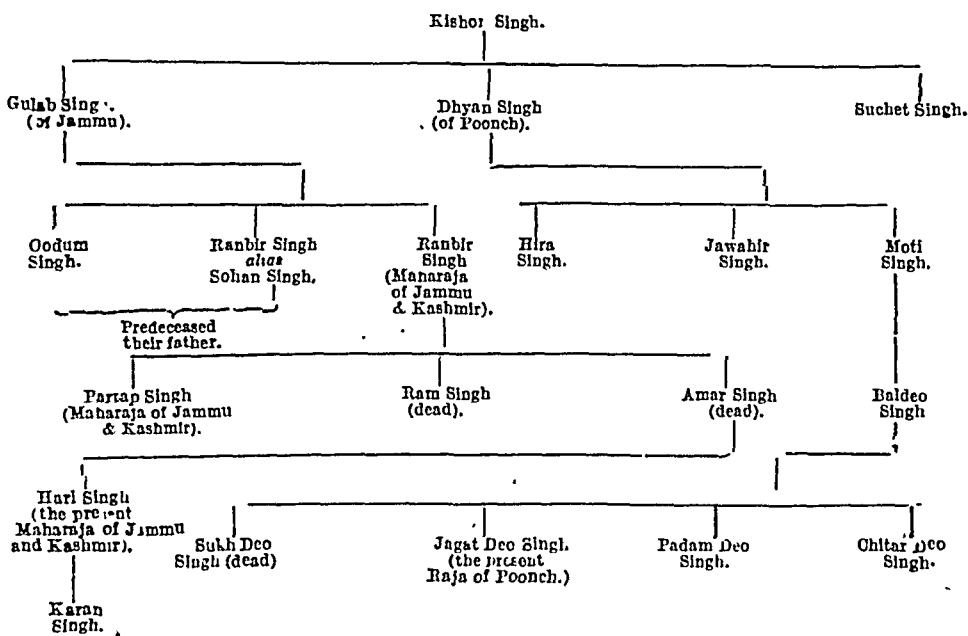 Kishor Singh.
Gulab Singh.
(of Jammu).
Dhyan Singh
(of Poonch).
Suchet Singh.
Oodum
Singh.
Ranbir Singh
alias
Sohan Singh.
Ranbir
Singh
(Maharaja
of Jammu
& Kashmir).
Hira
Singh.
Jawahir
Singh.
Moti
Singh.
Predeceased
their father.
Partap Singh
(Maharaja of Jammu
& Kashmir).
Ram Singh
(dead).
Amar Singh
(dead).
Baldeo
Singh
Hari Singh
(the present
Maharaja of Jammu
and Kashmir).
Sukh Deo
Singh (dead)
Jagat Deo Singh.
(the present
Raja of Poonch.)
Padam Deo
Singh.
Chitar Deo
Singh.
Karan
Singh.